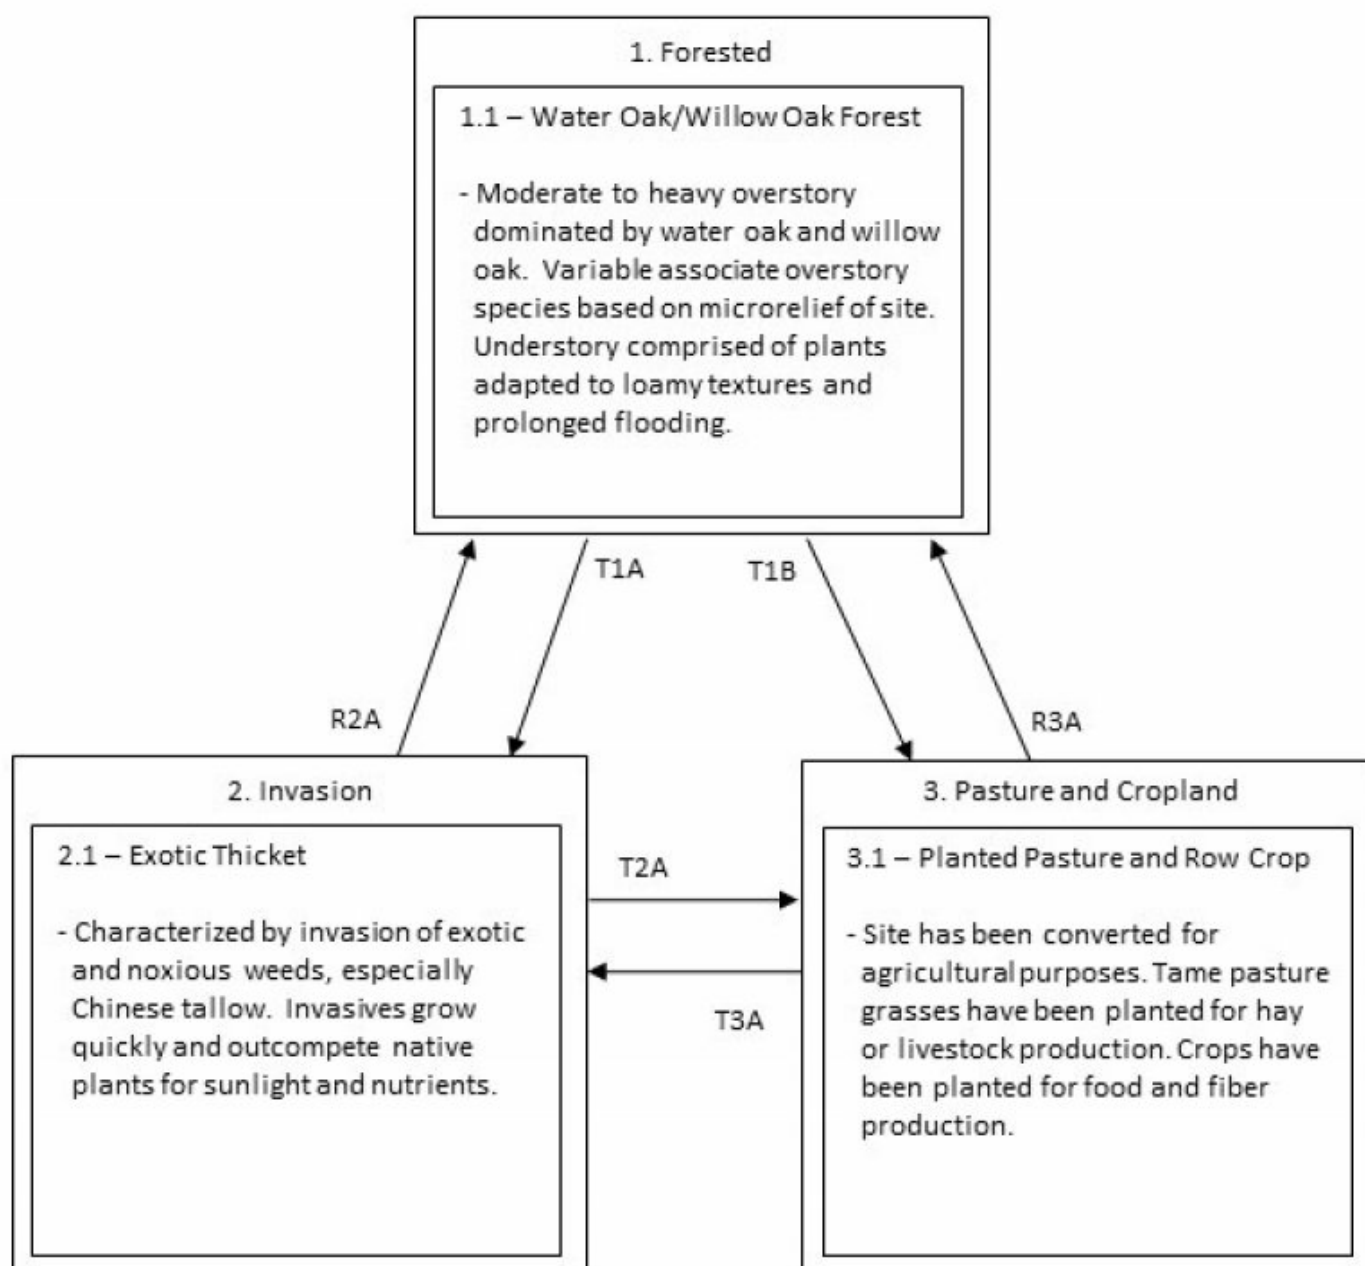 1. Forested
1.1 – Water Oak/Willow Oak Forest
- Moderate to heavy overstory
dominated by water oak and willow
oak. Variable associate overstory
species based on microrelief of site.
Understory comprised of plants
adapted to loamy textures and
prolonged flooding.
T1A
T1B
R2A
R3A
2. Invasion
2.1 – Exotic Thicket
- Characterized by invasion of exotic
and noxious weeds, especially
Chinese tallow. Invasives grow
quickly and outcompete native
plants for sunlight and nutrients.
T2A
T3A
3. Pasture and Cropland
3.1 – Planted Pasture and Row Crop
- Site has been converted for
agricultural purposes. Tame pasture
grasses have been planted for hay
or livestock production. Crops have
been planted for food and fiber
production.